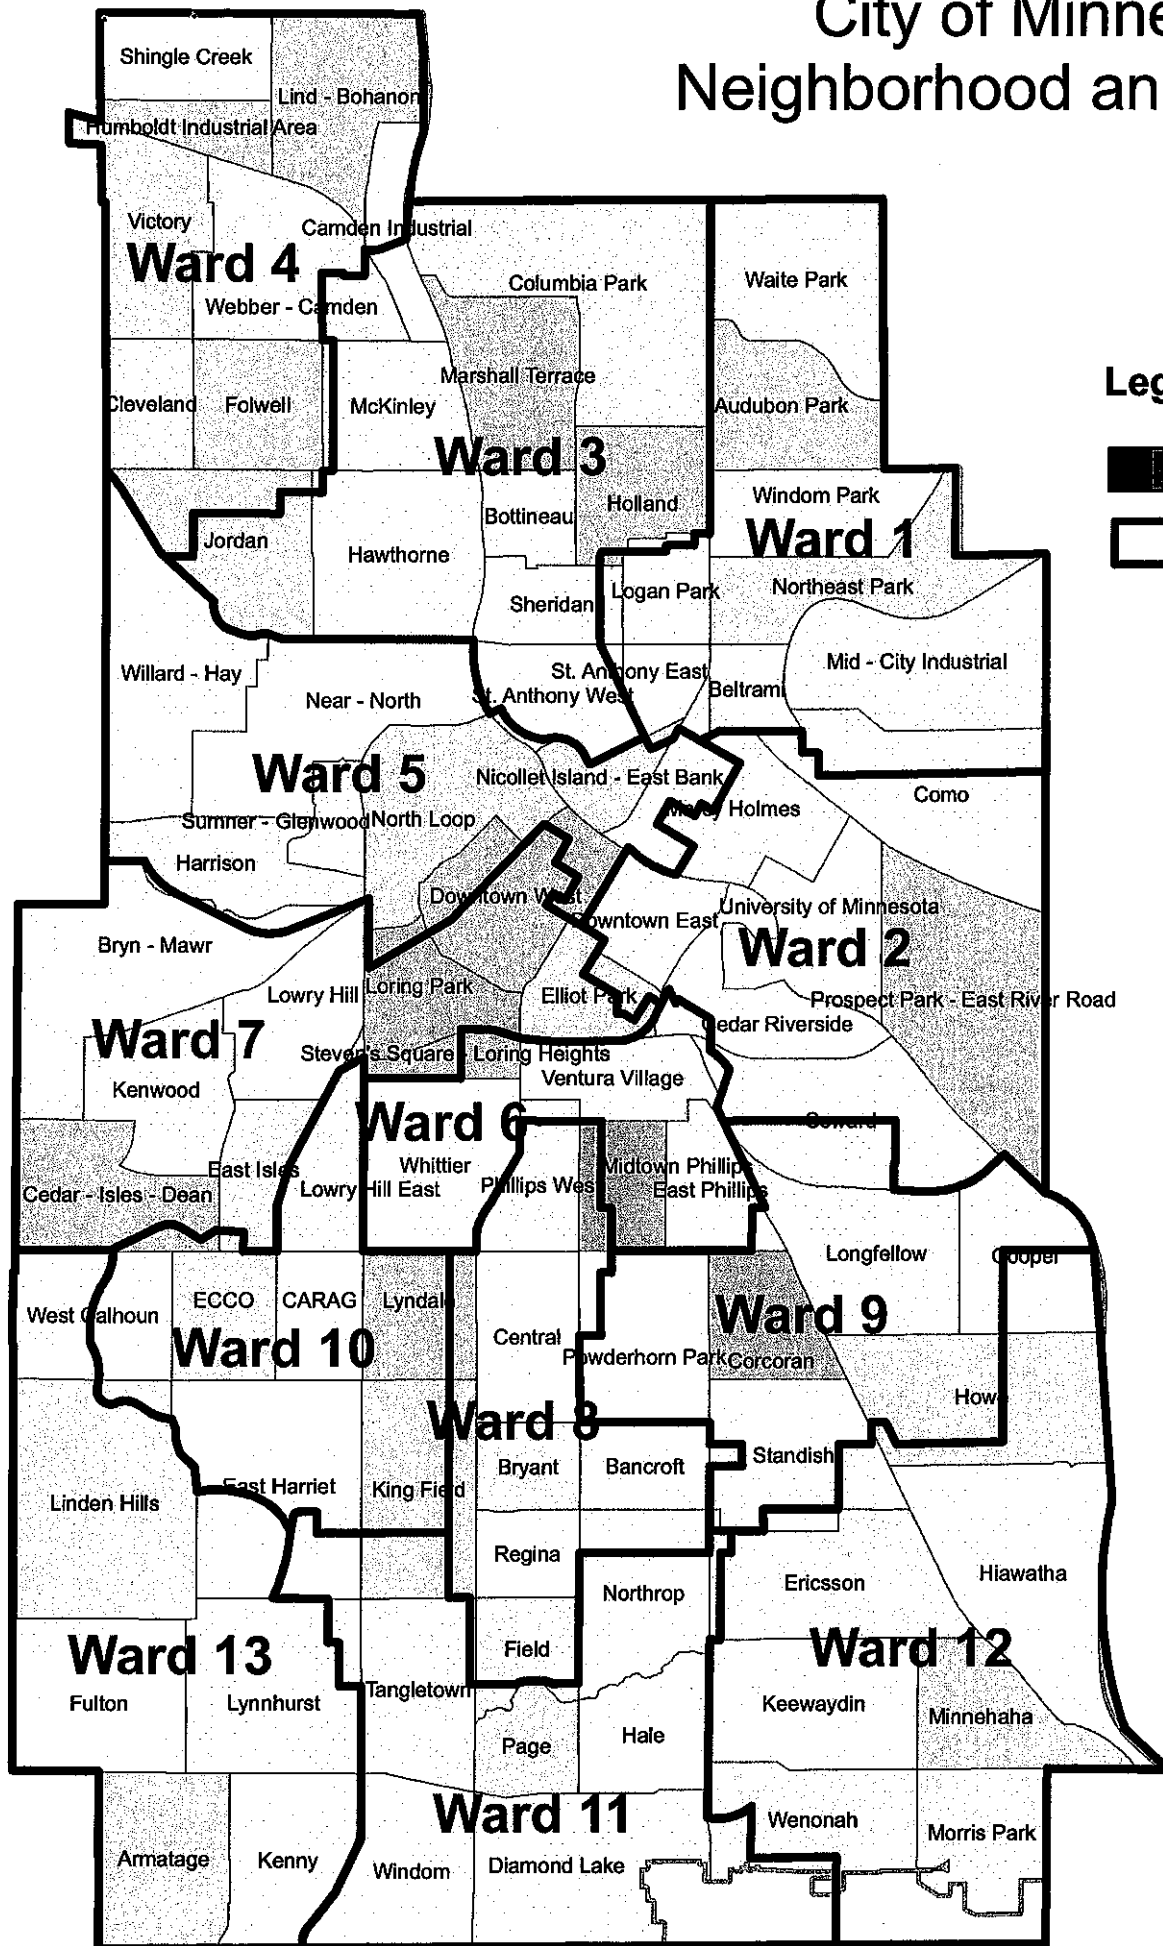 City of Minne
Neighborhood an
Shingle Creek
Lind - Bohanon
Humboldt Industrial Area
Victory
Camden Industrial
Ward 4
Columbia Park
Waite Park
Webber - Camden
Leg
Marshall Terrace
Cleveland
Folwell
McKinley
Audubon Park
Ward 3
Windom Park
Holland
Bottineau
Ward 1
Jordan
Hawthorne
Northeast Park
Logan Park
Sheridan
Mid - City Industrial
Willard - Hay
St. Anthony East
Near - North
St. Anthony West
Beltrami
Ward 5
Nicollet Island - East Bank
Como
Marcy Holmes
Sumner - Glenwood
North Loop
Harrison
Downtown West
University of Minnesota
Downtown East
Bryn - Mawr
Ward 2
Loring Park
Lowry Hill
Elliot Park
Prospect Park - East River Road
Cedar Riverside
Ward 7
Steven's Square - Loring Heights
Ventura Village
Kenwood
Ward 6
Seward
Whittier
Midtown Phillips
East Isles
Phillips West
Cedar - Isles - Dean
Lowry Hill East
East Phillips
Longfellow
Cooper
ECCO
CARAG
Lyndale
West Calhoun
Ward 9
Central
Ward 10
Powderhorn Park
Corcoran
Howe
Ward 8
Standish
Bryant
Bancroft
East Harriet
King Field
Linden Hills
Regina
Hiawatha
Ericsson
Northrop
Field
Ward 12
Ward 13
Tangletown
Fulton
Lynnhurst
Keewaydin
Minnehaha
Hale
Page
Ward 11
Wenonah
Morris Park
Armatage
Kenny
Windom
Diamond Lake